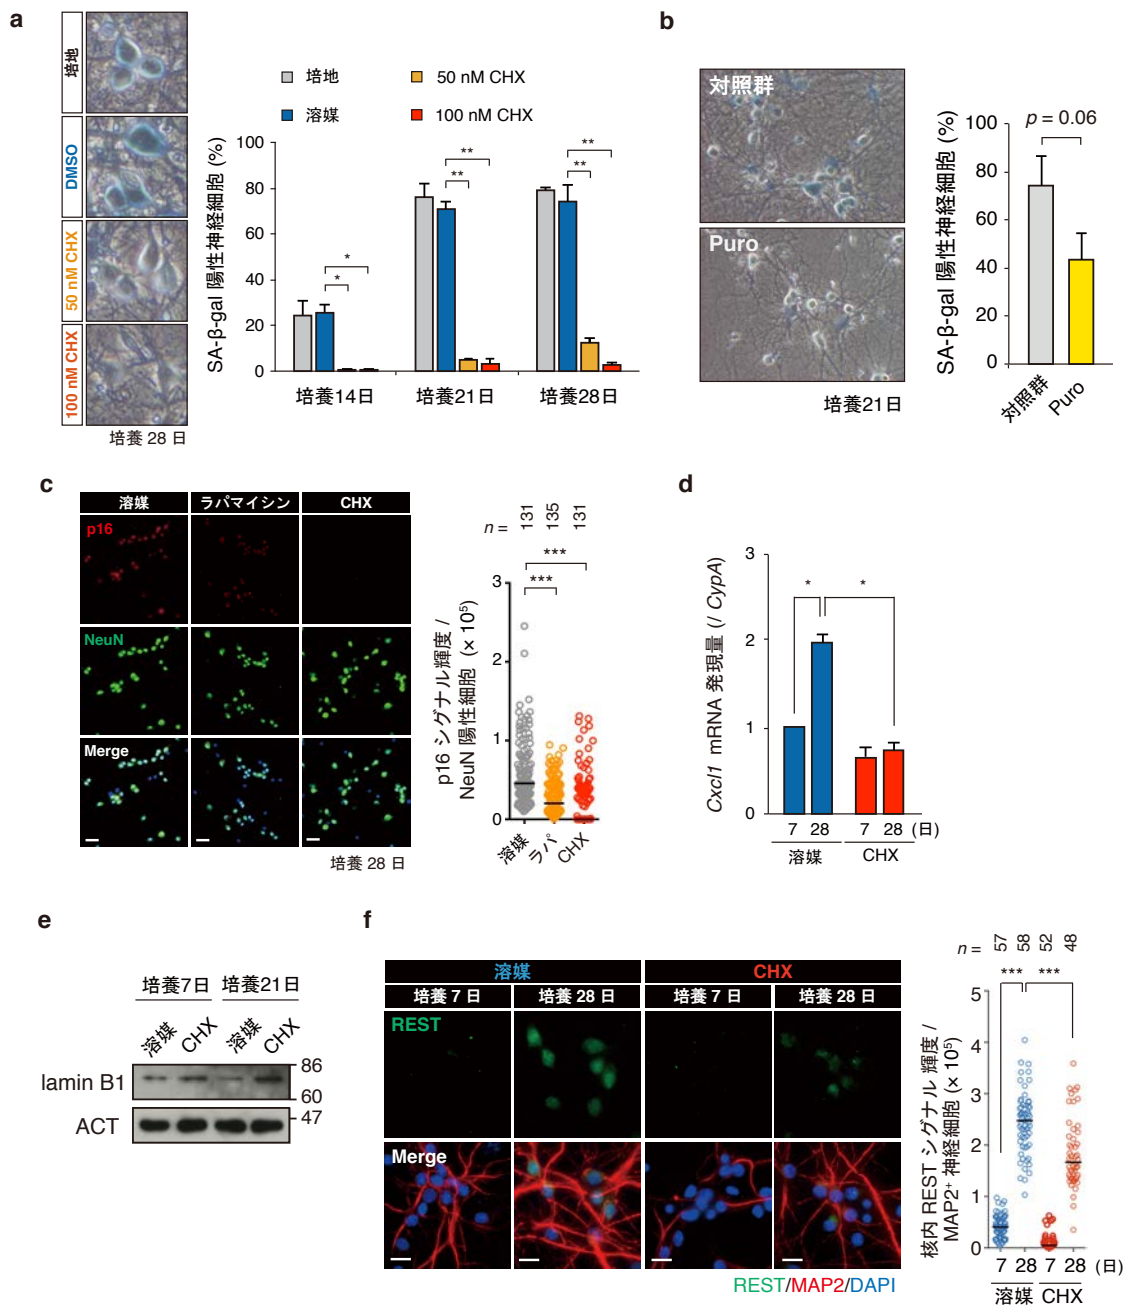 a
培地
DMSO
50 nM CHX
100 nM CHX
培養 28 日
培地
溶媒
50 nM CHX
100 nM CHX
SA-β-gal 陽性神経細胞 (%)
100
80
60
40
20
0
*
*
**
**
**
**
培養14日
培養21日
培養28日
b
対照群
Puro
培養21日
SA-β-gal 陽性神経細胞 (%)
p = 0.06
100
80
60
40
20
0
対照群
Puro
c
溶媒
ラパマイシン
CHX
p16
NeuN
Merge
培養 28 日
n =
131
135
131
***
***
p16 シグナル輝度 /
NeuN 陽性細胞 (× 10⁵)
3
2
1
0
溶媒
ラパ
CHX
d
Cxcl1 mRNA 発現量 (/ CypA)
3
2
1
0
*
*
7
28
7
28
(日)
溶媒
CHX
e
培養7日
培養21日
溶媒
CHX
溶媒
CHX
lamin B1
86
60
ACT
47
f
溶媒
CHX
培養 7 日
培養 28 日
培養 7 日
培養 28 日
REST
Merge
REST/MAP2/DAPI
n =
57
58
52
48
***
***
核内 REST シグナル 輝度 /
MAP2⁺ 神経細胞 (× 10⁵)
5
4
3
2
1
0
7
28
7
28
(日)
溶媒
CHX